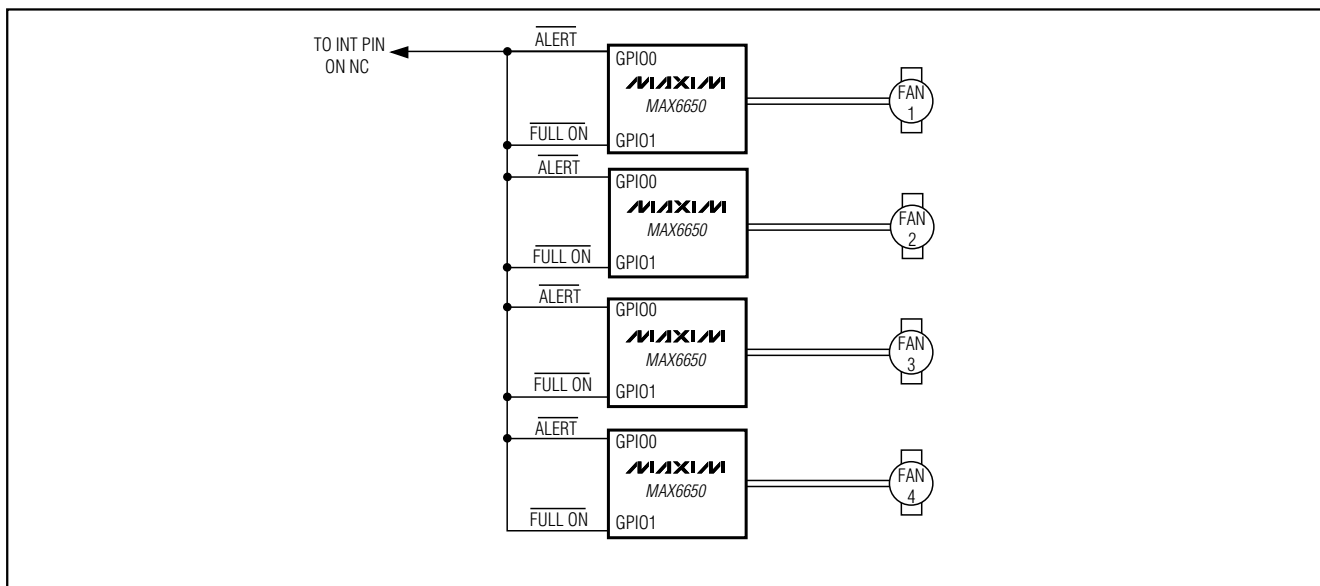 TO INT PIN
ON NC
ALERT
GPIO0
MAXIM
MAX6650
FULL ON
GPIO1
FAN
1
ALERT
GPIO0
MAXIM
MAX6650
FULL ON
GPIO1
FAN
2
ALERT
GPIO0
MAXIM
MAX6650
FULL ON
GPIO1
FAN
3
ALERT
GPIO0
MAXIM
MAX6650
FULL ON
GPIO1
FAN
4